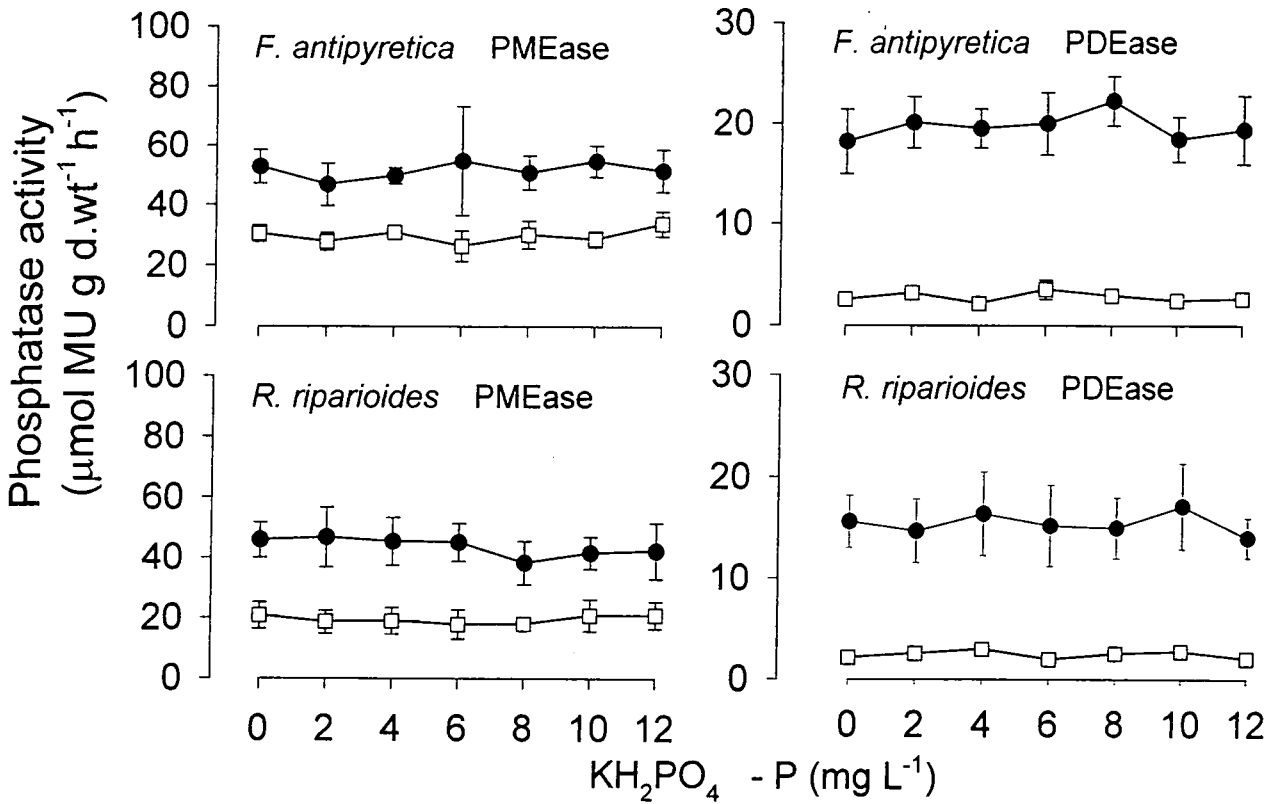 Phosphatase activity
(μmol MU g d.wt⁻¹ h⁻¹)
F. antipyretica PMEase
100
80
60
40
20
0
F. antipyretica PDEase
30
20
10
0
R. riparioides PMEase
100
80
60
40
20
0
0 2 4 6 8 10 12
R. riparioides PDEase
30
20
10
0
0 2 4 6 8 10 12
KH₂PO₄ - P (mg L⁻¹)